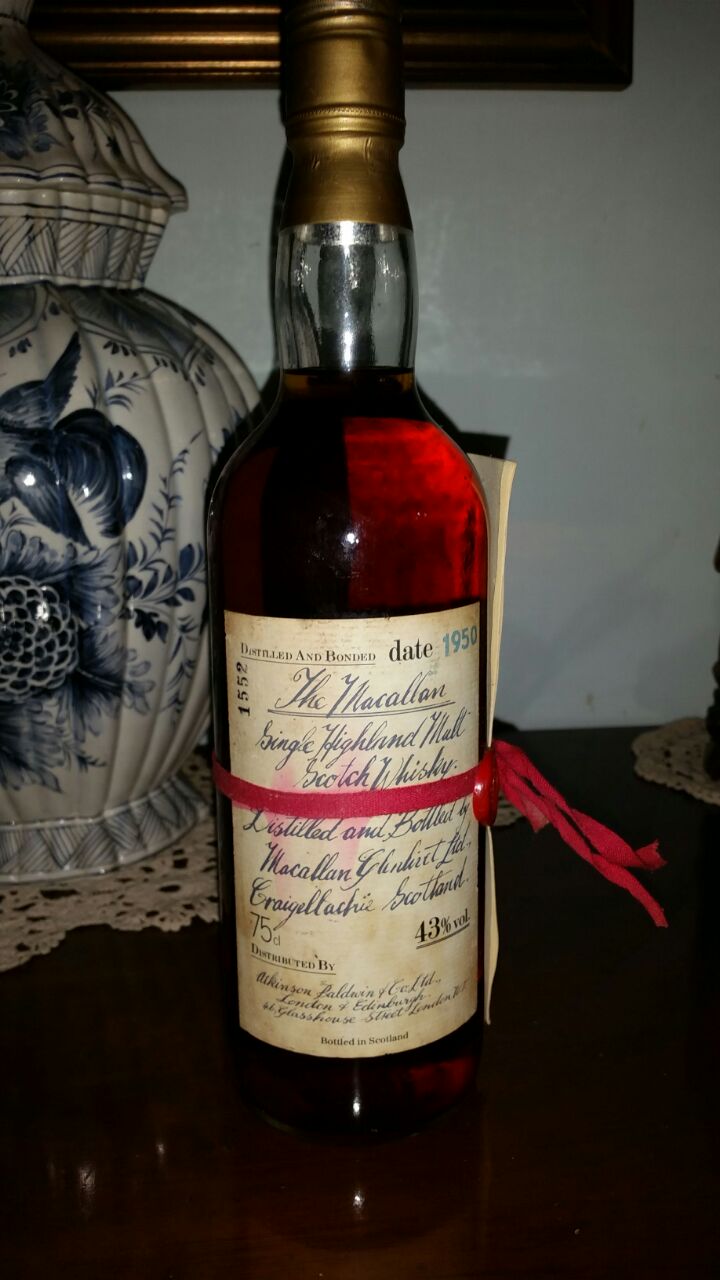 DISTILLED AND BONDED date 1950
1552
The Macallan
Single Highland Malt
Scotch Whisky.
Distilled and Bottled by
Macallan Glenlivet Ltd.,
Craigellachie Scotland.
75cl
43% vol.
DISTRIBUTED BY
Atkinson Baldwin & Co. Ltd.,
London & Edinburgh.
46, Glasshouse Street London W.1.
Bottled in Scotland